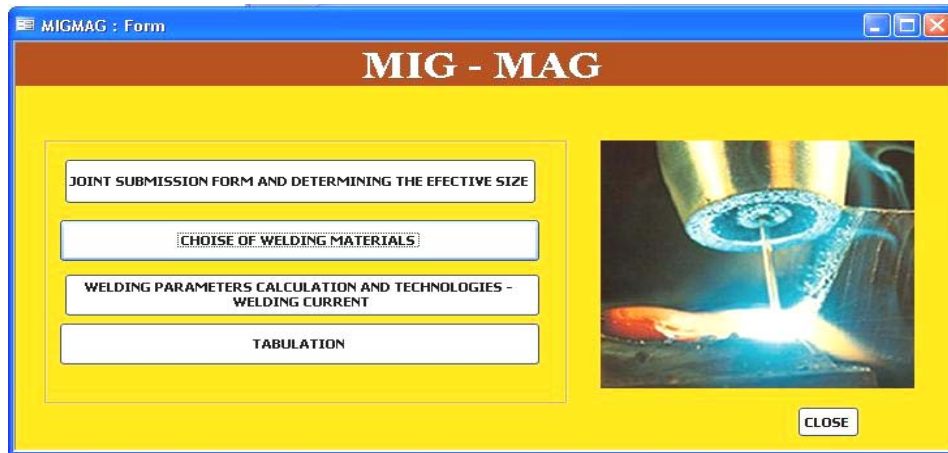 MIGMAG : Form
MIG - MAG
JOINT SUBMISSION FORM AND DETERMINING THE EFECTIVE SIZE
CHOISE OF WELDING MATERIALS
WELDING PARAMETERS CALCULATION AND TECHNOLOGIES -
WELDING CURRENT
TABULATION
CLOSE